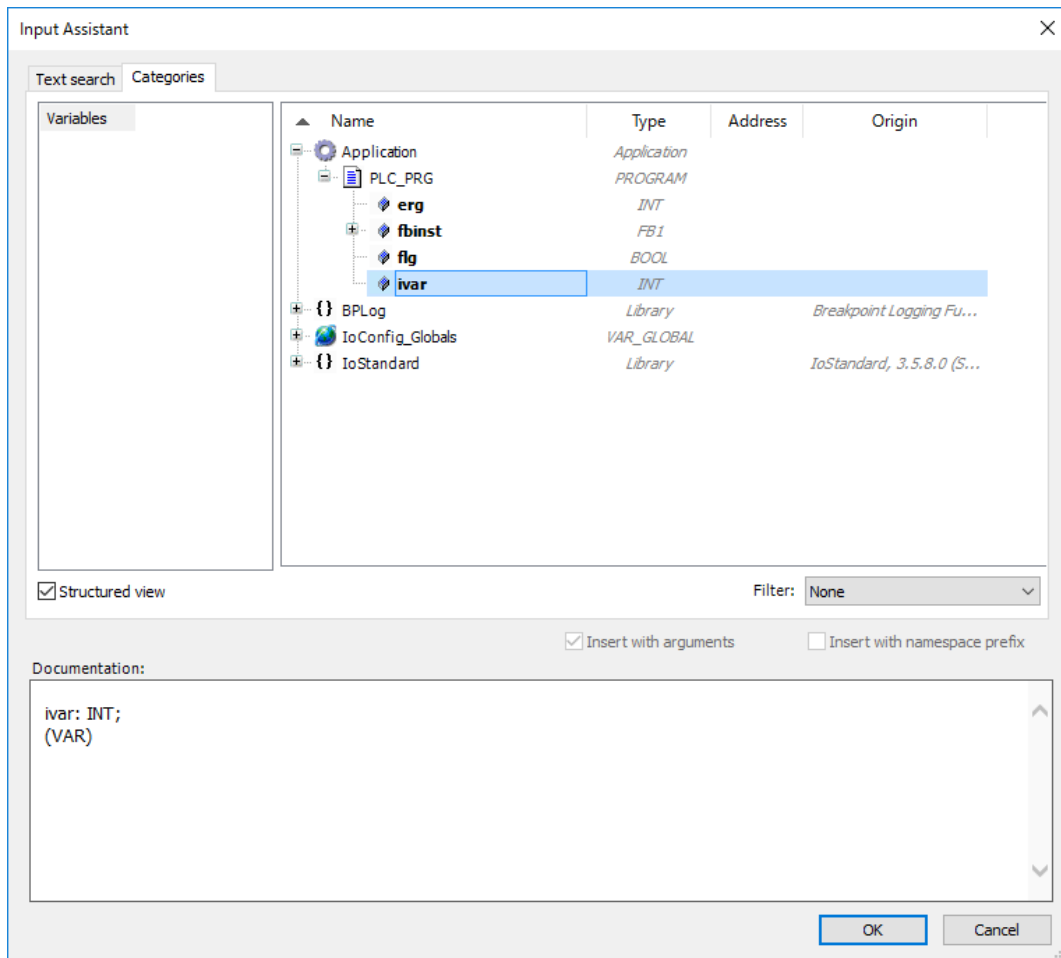 Input Assistant
Text search Categories
Variables
Name Type Address Origin
Application Application
PLC_PRG PROGRAM
erg INT
fbinst FB1
flg BOOL
ivar INT
BPLog Library Breakpoint Logging Fu...
IoConfig_Globals VAR_GLOBAL
IoStandard Library IoStandard, 3.5.8.0 (S...
Structured view Filter: None
Insert with arguments Insert with namespace prefix
Documentation:
ivar: INT;
(VAR)
OK Cancel